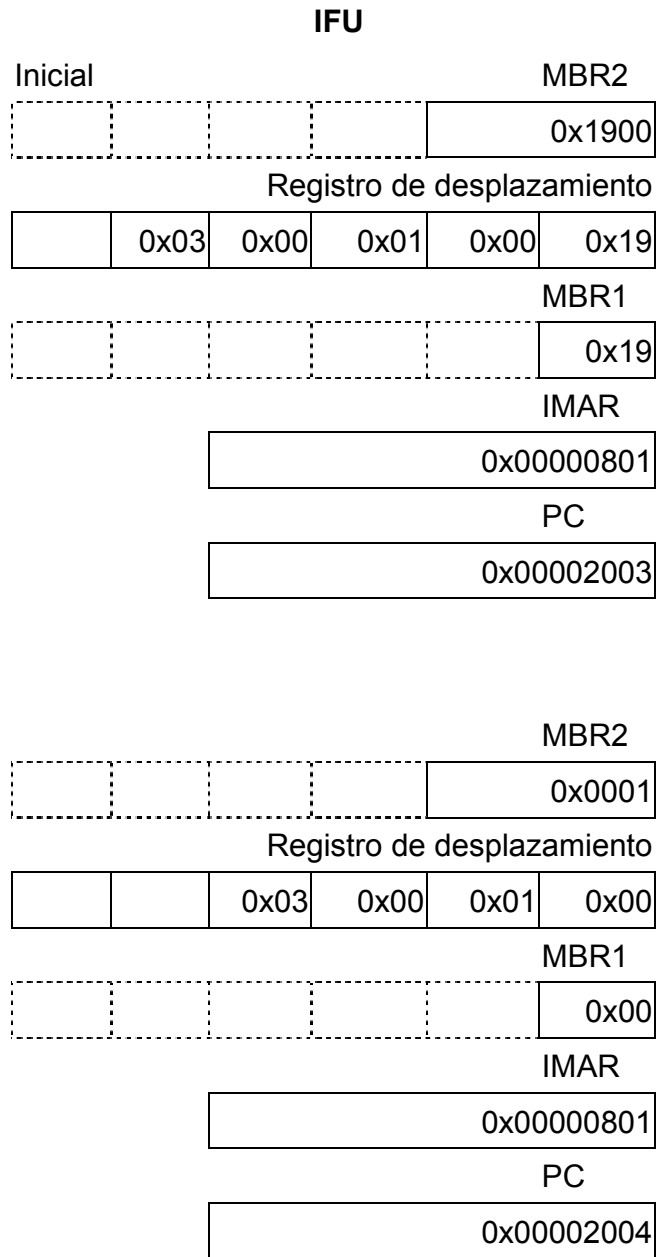 IFU
Inicial MBR2
0x1900
Registro de desplazamiento
0x03 0x00 0x01 0x00 0x19
MBR1
0x19
IMAR
0x00000801
PC
0x00002003
MBR2
0x0001
Registro de desplazamiento
0x03 0x00 0x01 0x00
MBR1
0x00
IMAR
0x00000801
PC
0x00002004